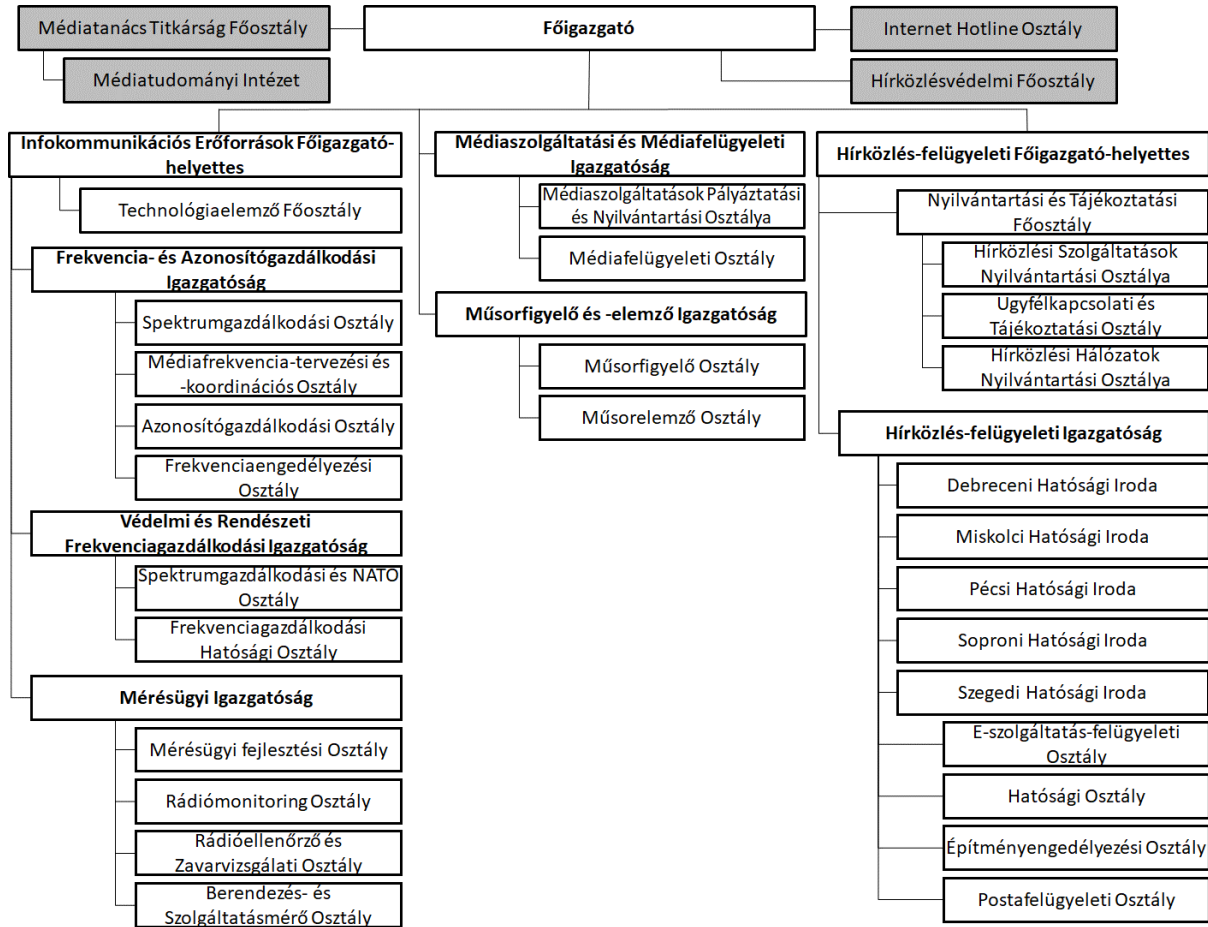 Médiatanács Titkárság Főosztály
Főigazgató
Internet Hotline Osztály
Médiatudományi Intézet
Hírközlésvédelmi Főosztály
Infokommunikációs Erőforrások Főigazgató-
helyettes
Technológiaelemző Főosztály
Frekvencia- és Azonosítógazdálkodási
Igazgatóság
Spektrumgazdálkodási Osztály
Médiafrekvencia-tervezési és
-koordinációs Osztály
Azonosítógazdálkodási Osztály
Frekvenciaengedélyezési
Osztály
Védelmi és Rendészeti
Frekvenciagazdálkodási Igazgatóság
Spektrumgazdálkodási és NATO
Osztály
Frekvenciagazdálkodási
Hatósági Osztály
Mérésügyi Igazgatóság
Mérésügyi fejlesztési Osztály
Rádiómonitoring Osztály
Rádióellenőrző és
Zavarvizsgálati Osztály
Berendezés- és
Szolgáltatásmérő Osztály
Médiaszolgáltatási és Médiafelügyeleti
Igazgatóság
Médiaszolgáltatások Pályáztatási
és Nyilvántartási Osztálya
Médiafelügyeleti Osztály
Műsorfigyelő és -elemző Igazgatóság
Műsorfigyelő Osztály
Műsorelemző Osztály
Hírközlés-felügyeleti Főigazgató-helyettes
Nyilvántartási és Tájékoztatási
Főosztály
Hírközlési Szolgáltatások
Nyilvántartási Osztálya
Ügyfélkapcsolati és
Tájékoztatási Osztály
Hírközlési Hálózatok
Nyilvántartási Osztálya
Hírközlés-felügyeleti Igazgatóság
Debreceni Hatósági Iroda
Miskolci Hatósági Iroda
Pécsi Hatósági Iroda
Soproni Hatósági Iroda
Szegedi Hatósági Iroda
E-szolgáltatás-felügyeleti
Osztály
Hatósági Osztály
Építményengedélyezési Osztály
Postafelügyeleti Osztály